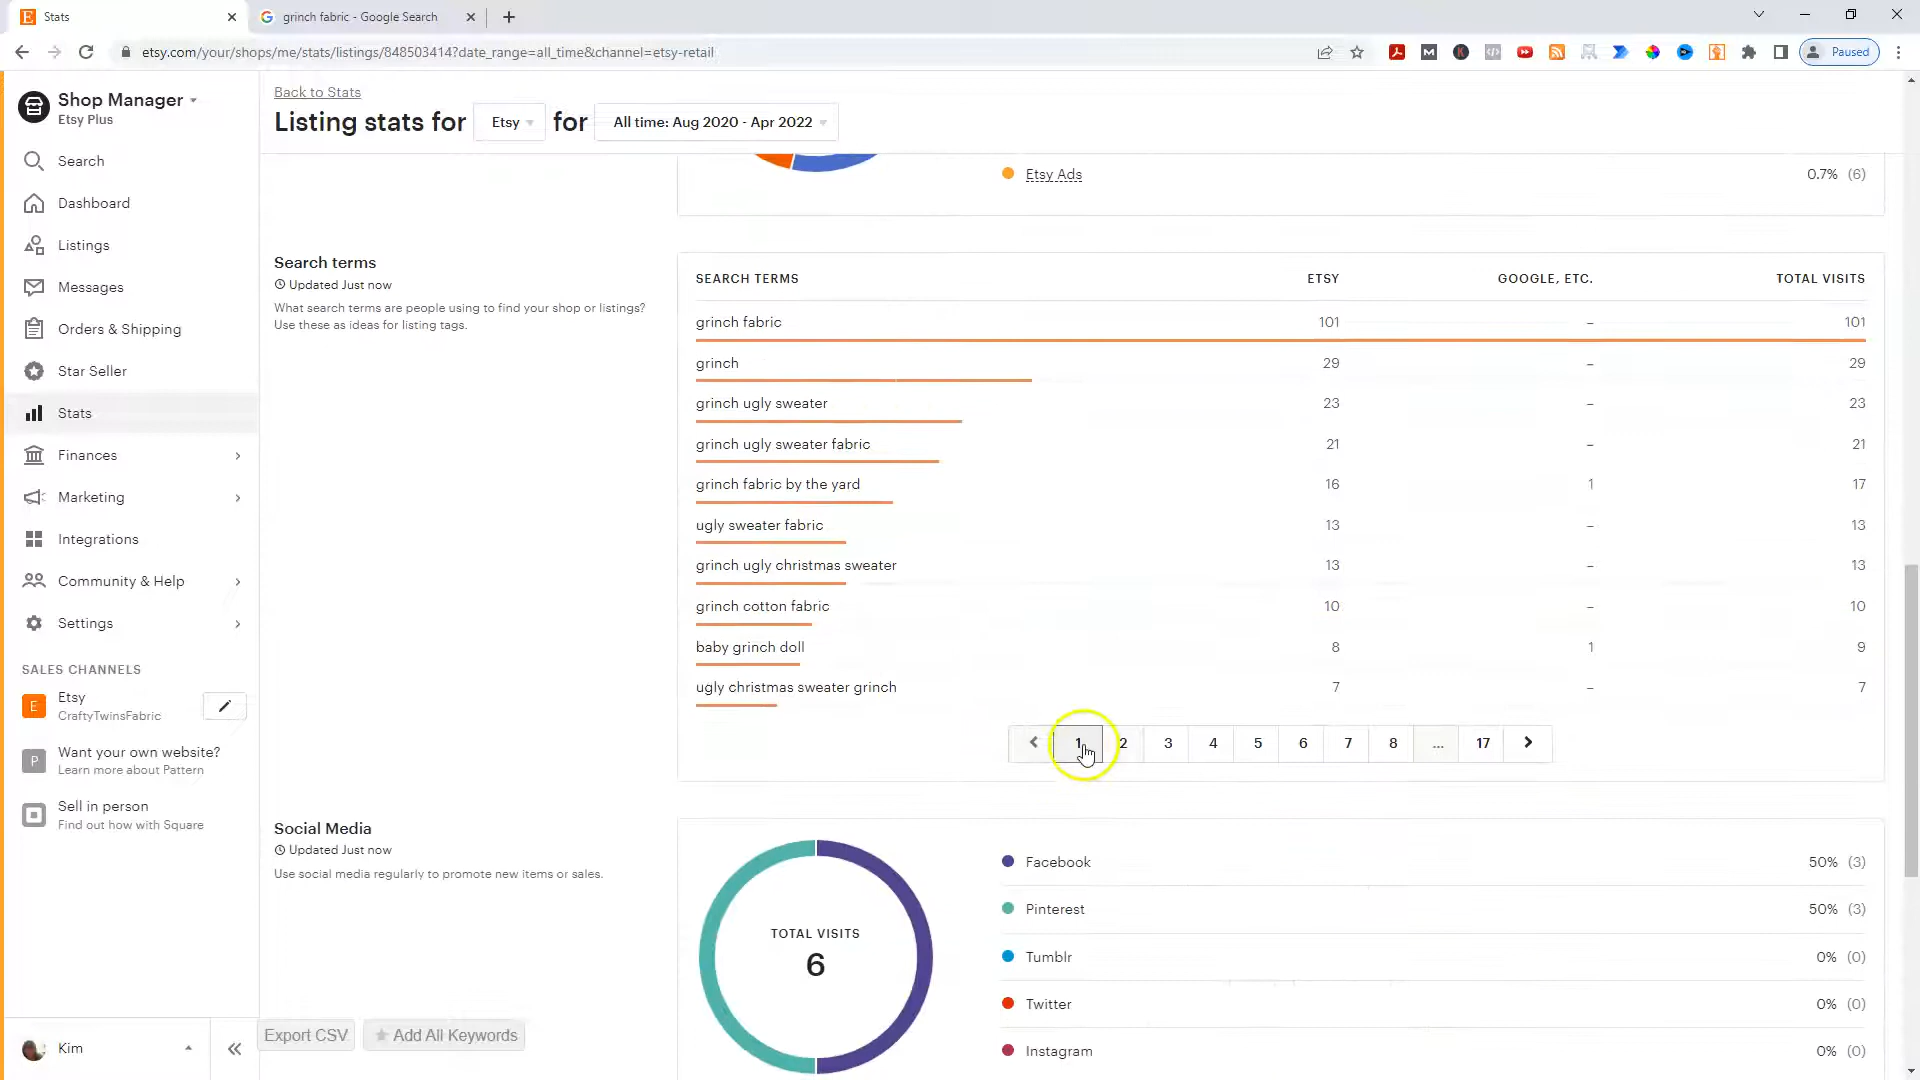 Stats
grinch fabric - Google Search
etsy.com/your/shops/me/stats/listings/848503414?date_range=all_time&channel=etsy-retail
Paused
Shop Manager
Etsy Plus
Search
Dashboard
Listings
Messages
Orders & Shipping
Star Seller
Stats
Finances
Marketing
Integrations
Community & Help
Settings
SALES CHANNELS
E
Etsy
CraftyTwinsFabric
P
Want your own website?
Learn more about Pattern
Sell in person
Find out how with Square
Kim
Back to Stats
Listing stats for Etsy for All time: Aug 2020 - Apr 2022
Etsy Ads 0.7% (6)
Search terms
Updated Just now
What search terms are people using to find your shop or listings?
Use these as ideas for listing tags.
SEARCH TERMS ETSY GOOGLE, ETC. TOTAL VISITS
grinch fabric 101 – 101
grinch 29 – 29
grinch ugly sweater 23 – 23
grinch ugly sweater fabric 21 – 21
grinch fabric by the yard 16 1 17
ugly sweater fabric 13 – 13
grinch ugly christmas sweater 13 – 13
grinch cotton fabric 10 – 10
baby grinch doll 8 1 9
ugly christmas sweater grinch 7 – 7
1 2 3 4 5 6 7 8 ... 17
Social Media
Updated Just now
Use social media regularly to promote new items or sales.
TOTAL VISITS
6
Facebook 50% (3)
Pinterest 50% (3)
Tumblr 0% (0)
Twitter 0% (0)
Instagram 0% (0)
Export CSV
Add All Keywords